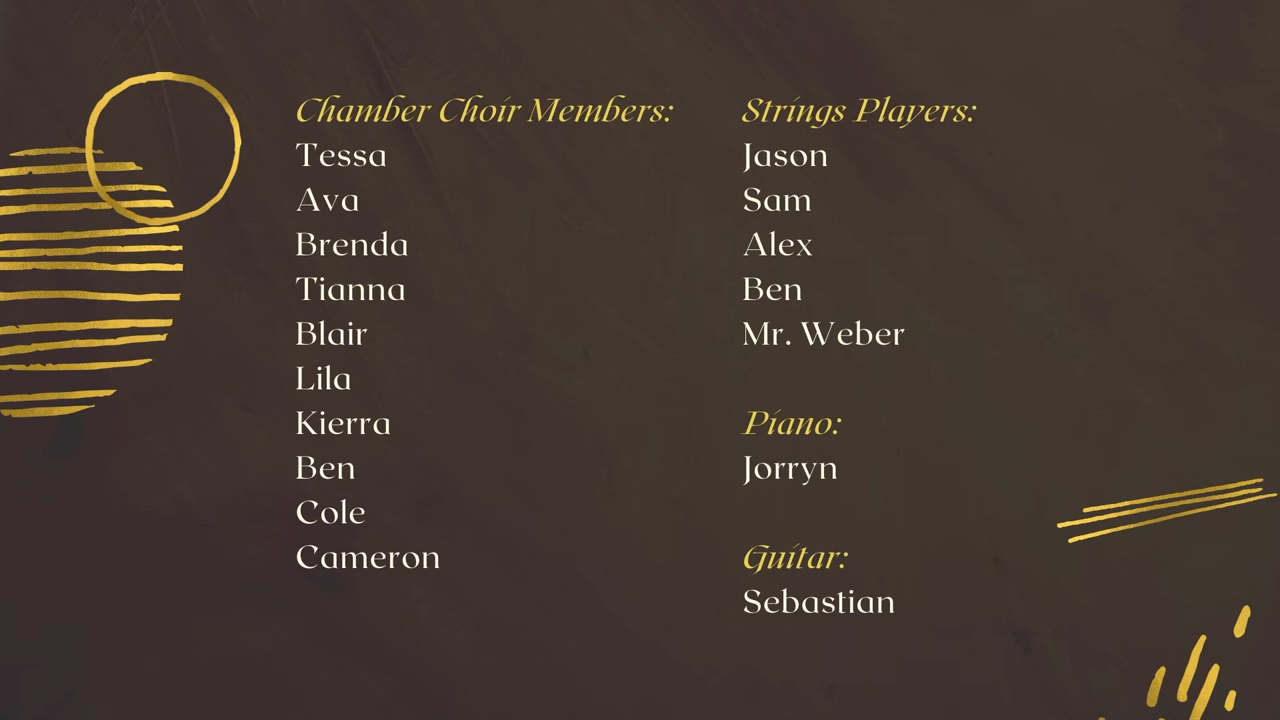 Chamber Choir Members:
Tessa
Ava
Brenda
Tianna
Blair
Lila
Kierra
Ben
Cole
Cameron
Strings Players:
Jason
Sam
Alex
Ben
Mr. Weber
Piano:
Jorryn
Guitar:
Sebastian